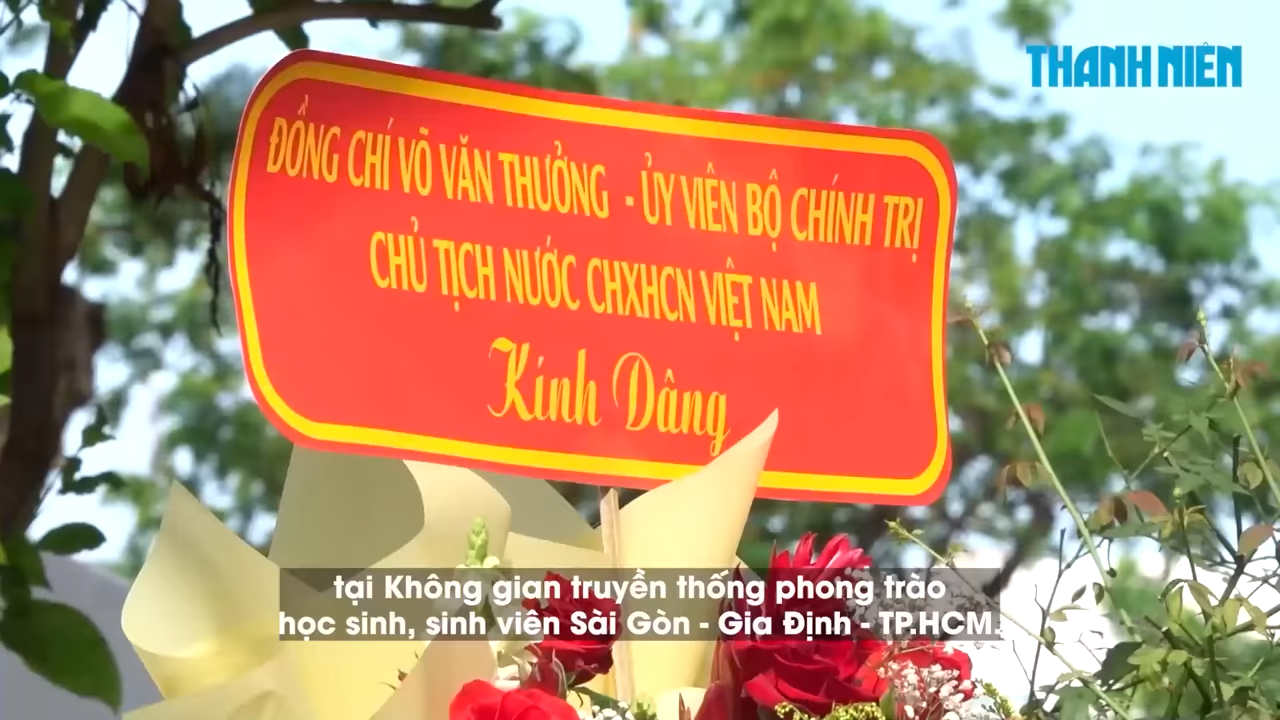 THANH NIÊN
ĐỒNG CHÍ VÕ VĂN THƯỞNG - ỦY VIÊN BỘ CHÍNH TRỊ
CHỦ TỊCH NƯỚC CHXHCN VIỆT NAM
Kính Dâng
tại Không gian truyền thống phong trào
học sinh, sinh viên Sài Gòn - Gia Định - TP.HCM.